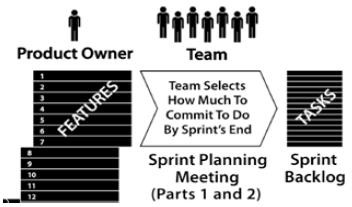 Product Owner
Team
1
2
3
4
5
6
7
FEATURES
8
9
10
11
12
Team Selects
How Much To
Commit To Do
By Sprint's End
Sprint Planning
Meeting
(Parts 1 and 2)
TASKS
Sprint
Backlog